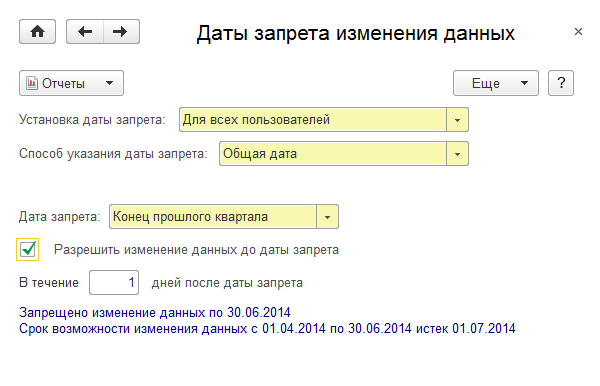 Даты запрета изменения данных
Отчеты
Еще
?
Установка даты запрета: Для всех пользователей
Способ указания даты запрета: Общая дата
Дата запрета: Конец прошлого квартала
Разрешить изменение данных до даты запрета
В течение 1 дней после даты запрета
Запрещено изменение данных по 30.06.2014
Срок возможности изменения данных с 01.04.2014 по 30.06.2014 истек 01.07.2014